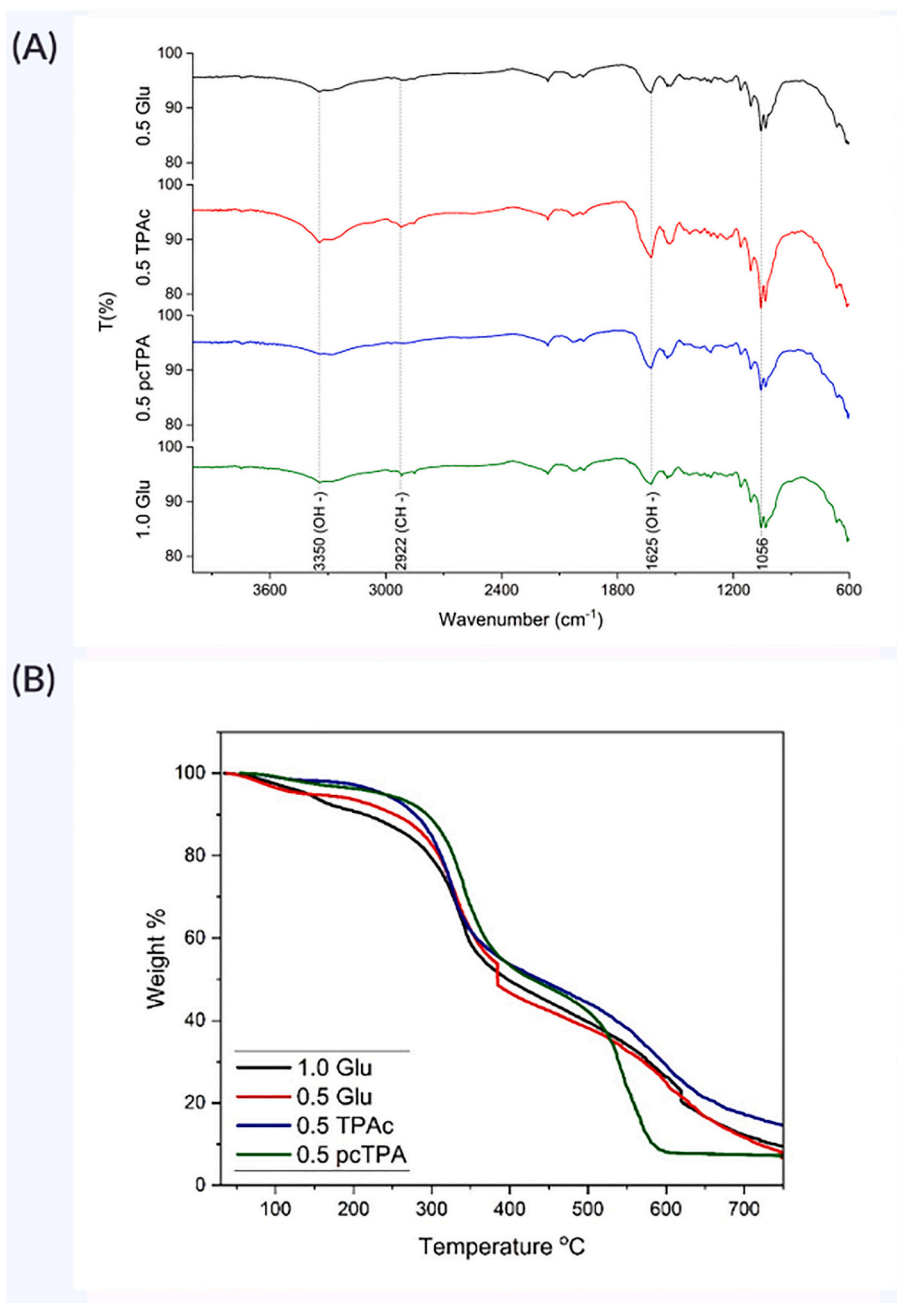 (A)
100
90
80
0.5 Glu
100
90
80
0.5 TPAc
100
90
80
0.5 pcTPA
100
90
80
1.0 Glu
T(%)
3350 (OH -)
2922 (CH -)
1625 (OH -)
1056
3600 3000 2400 1800 1200 600
Wavenumber (cm⁻¹)
(B)
100
80
60
40
20
0
Weight %
1.0 Glu
0.5 Glu
0.5 TPAc
0.5 pcTPA
100 200 300 400 500 600 700
Temperature °C